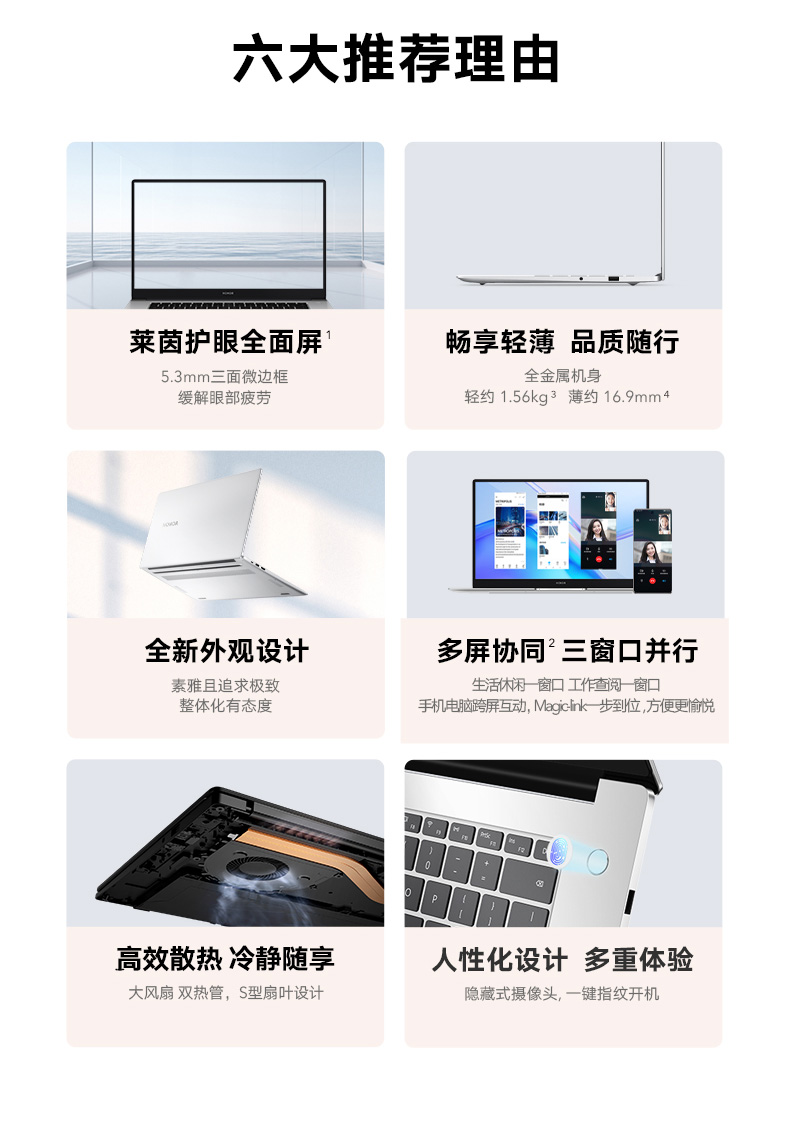 六大推荐理由
莱茵护眼全面屏1
5.3mm三面微边框
缓解眼部疲劳
畅享轻薄 品质随行
全金属机身
轻约 1.56kg3 薄约 16.9mm4
HONOR
全新外观设计
素雅且追求极致
整体化有态度
多屏协同2 三窗口并行
生活休闲一窗口 工作查阅一窗口
手机电脑跨屏互动, Magic-link一步到位,方便更愉悦
高效散热 冷静随享
大风扇 双热管，S型扇叶设计
人性化设计 多重体验
隐藏式摄像头, 一键指纹开机